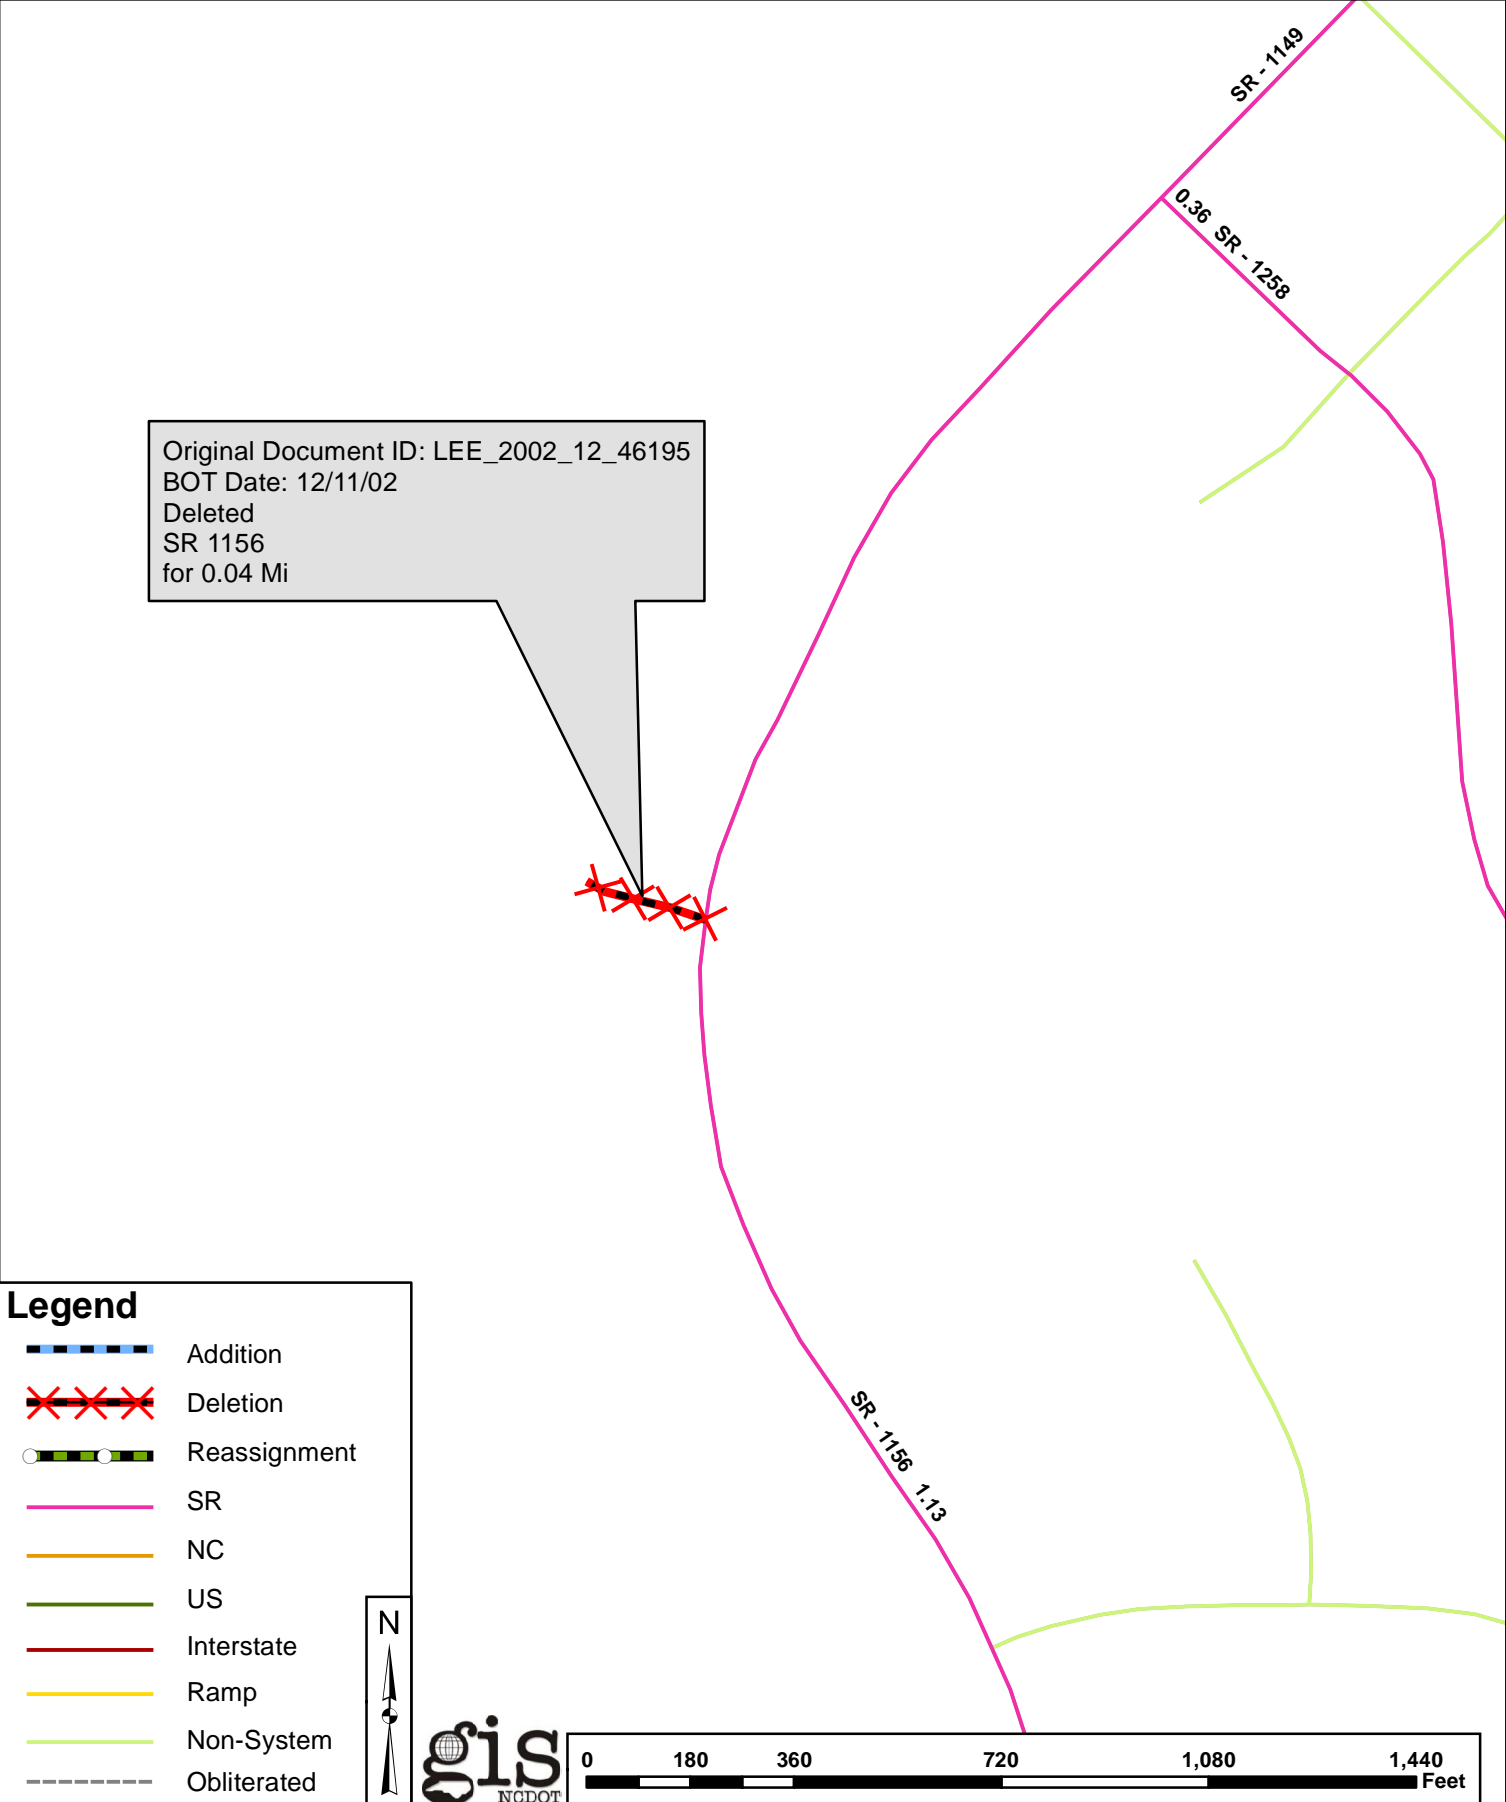 SR - 1149
0.36 SR - 1258
Original Document ID: LEE_2002_12_46195
BOT Date: 12/11/02
Deleted
SR 1156
for 0.04 Mi
SR - 1156 1.13
Legend
Addition
Deletion
Reassignment
SR
NC
US
Interstate
Ramp
Non-System
Obliterated
N
gis
NCDOT
0 180 360 720 1,080 1,440
Feet